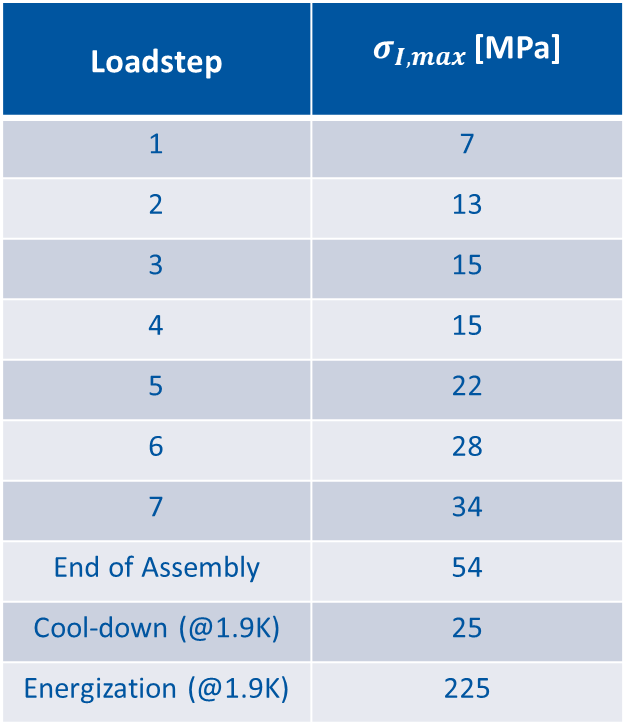 Loadstep σI,max [MPa]
1 7
2 13
3 15
4 15
5 22
6 28
7 34
End of Assembly 54
Cool-down (@1.9K) 25
Energization (@1.9K) 225